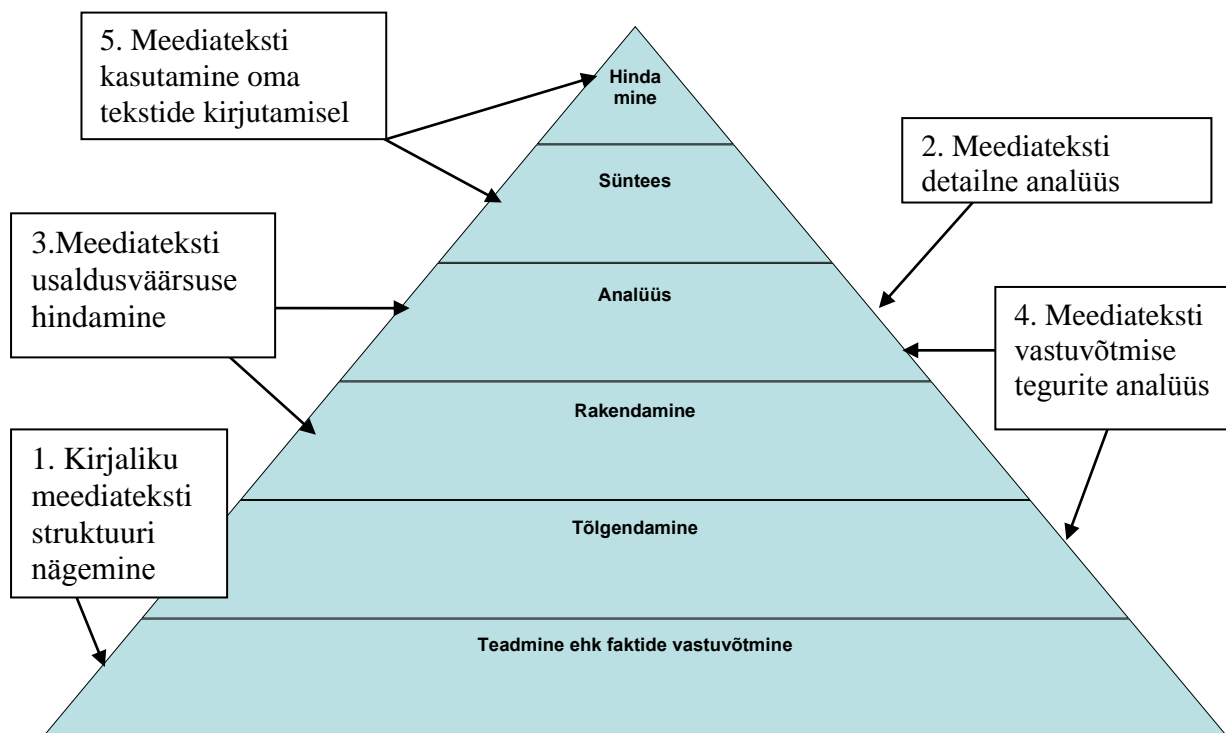 5. Meediateksti
kasutamine oma
tekstide kirjutamisel
Hinda
mine
2. Meediateksti
detailne analüüs
Süntees
3.Meediateksti
usaldusväärsuse
hindamine
Analüüs
4. Meediateksti
vastuvõtmise
tegurite analüüs
Rakendamine
1. Kirjaliku
meediateksti
struktuuri
nägemine
Tõlgendamine
Teadmine ehk faktide vastuvõtmine